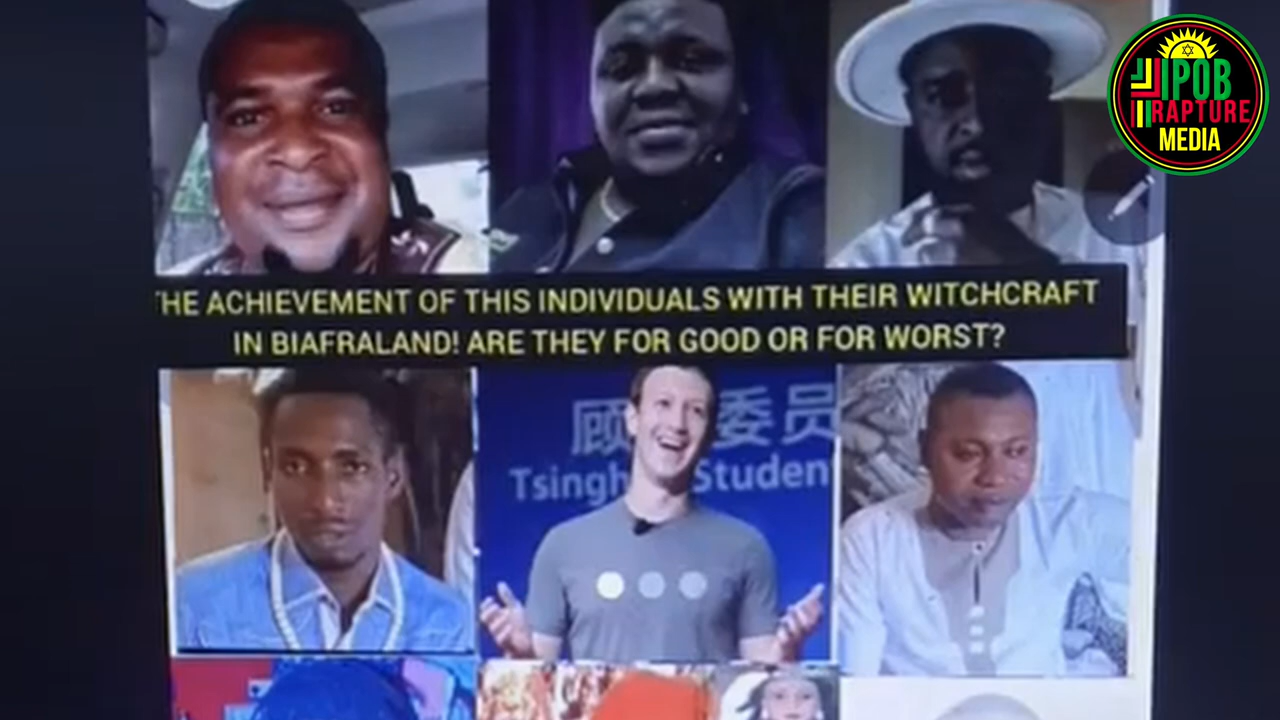 IPOB
RAPTURE
MEDIA
THE ACHIEVEMENT OF THIS INDIVIDUALS WITH THEIR WITCHCRAFT
IN BIAFRALAND! ARE THEY FOR GOOD OR FOR WORST?
顾 委员
Tsingh Studen